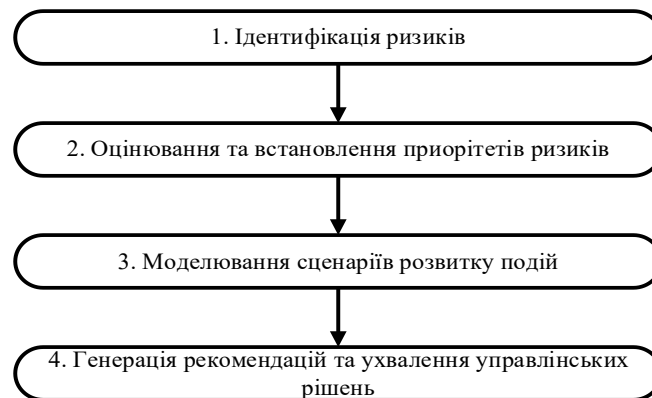 1. Ідентифікація ризиків
2. Оцінювання та встановлення пріорітетів ризиків
3. Моделювання сценаріїв розвитку подій
4. Генерація рекомендацій та ухвалення управлінських
рішень